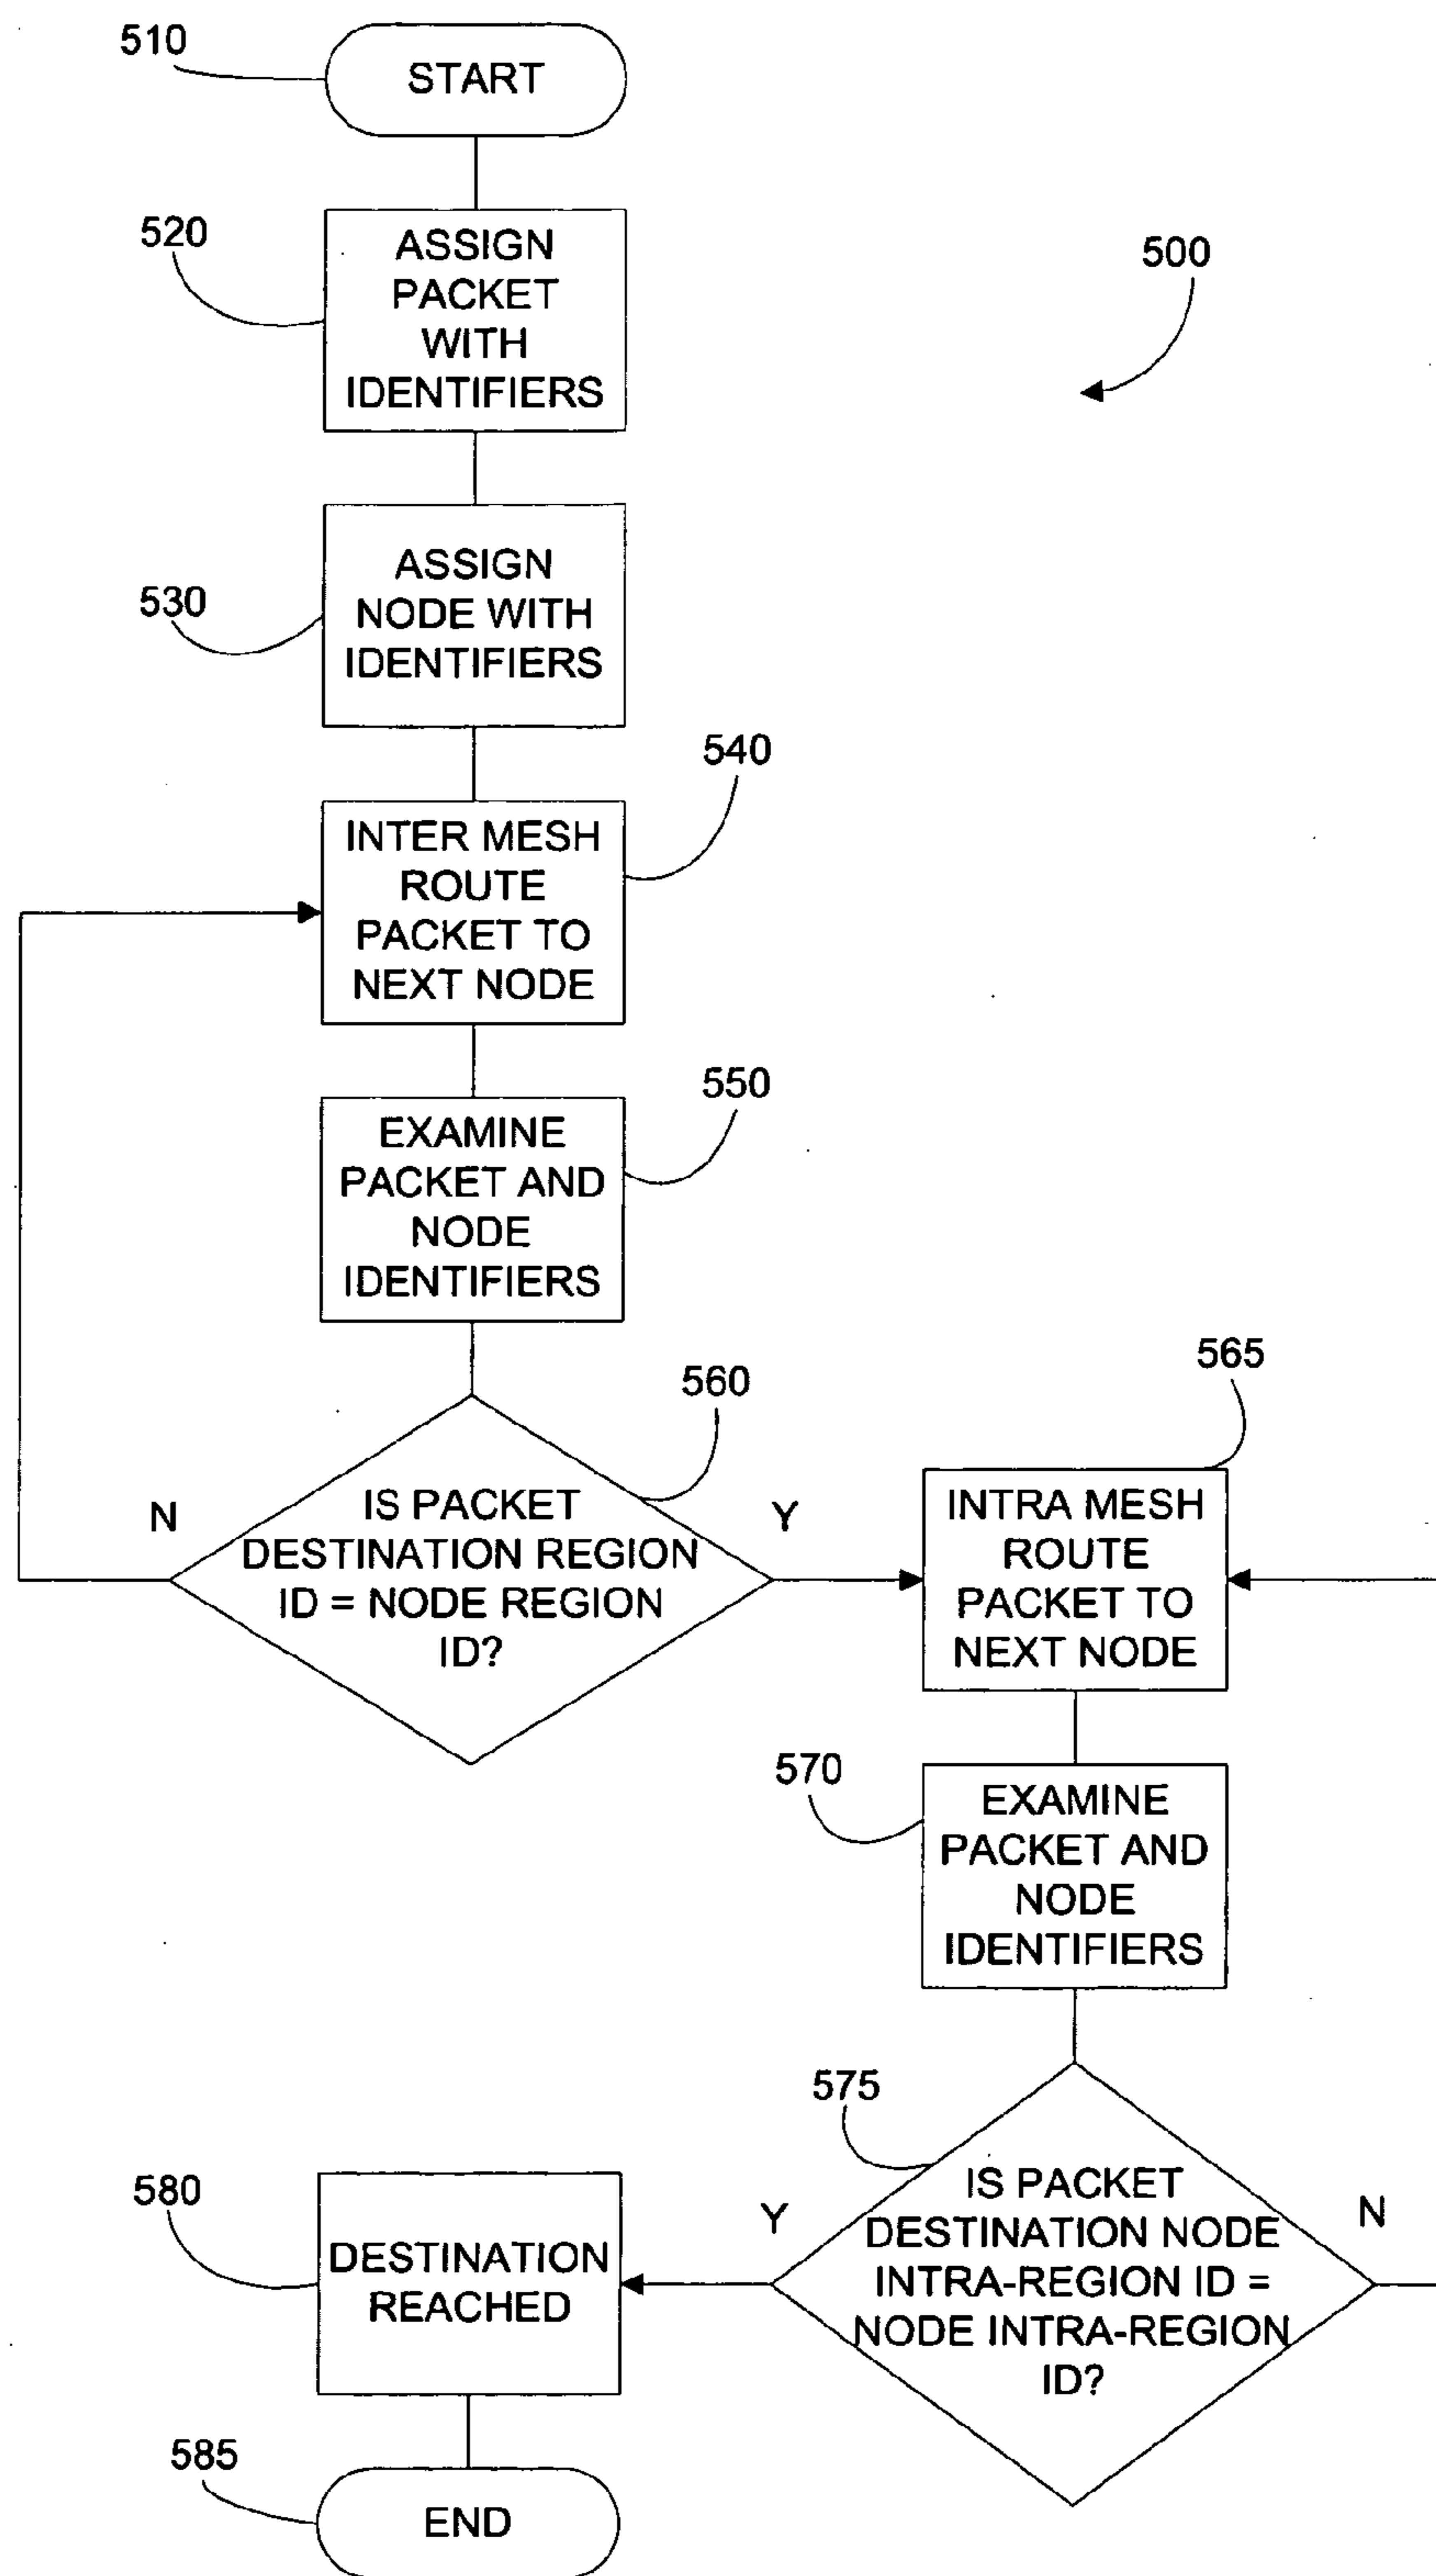 510
START
520
ASSIGN
PACKET
WITH
IDENTIFIERS
500
530
ASSIGN
NODE WITH
IDENTIFIERS
540
INTER MESH
ROUTE
PACKET TO
NEXT NODE
550
EXAMINE
PACKET AND
NODE
IDENTIFIERS
560
N
IS PACKET
DESTINATION REGION
ID = NODE REGION
ID?
Y
565
INTRA MESH
ROUTE
PACKET TO
NEXT NODE
570
EXAMINE
PACKET AND
NODE
IDENTIFIERS
575
IS PACKET
DESTINATION NODE
INTRA-REGION ID =
NODE INTRA-REGION
ID?
Y
N
580
DESTINATION
REACHED
585
END